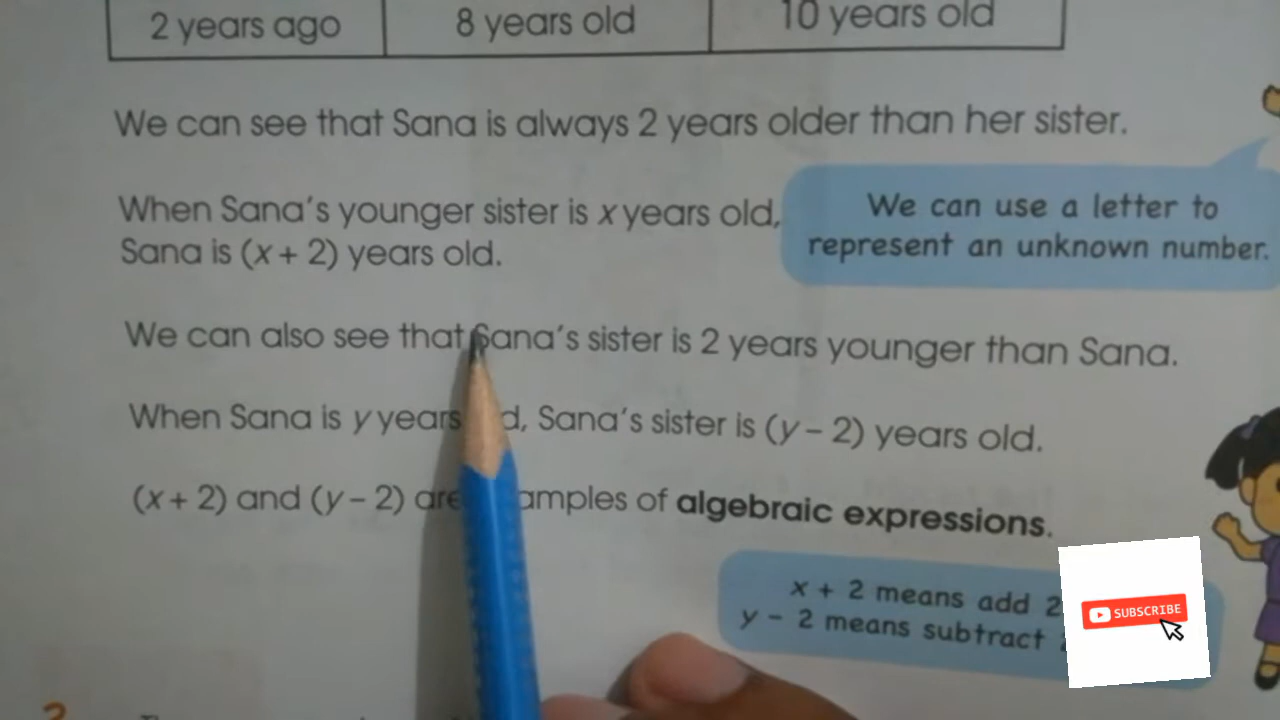 2 years ago 8 years old 10 years old
We can see that Sana is always 2 years older than her sister.
When Sana's younger sister is x years old,
Sana is (x + 2) years old.
We can use a letter to
represent an unknown number.
We can also see that Sana's sister is 2 years younger than Sana.
When Sana is y years d, Sana's sister is (y – 2) years old.
(x + 2) and (y – 2) are amples of algebraic expressions.
x + 2 means add 2
y – 2 means subtract
SUBSCRIBE
2